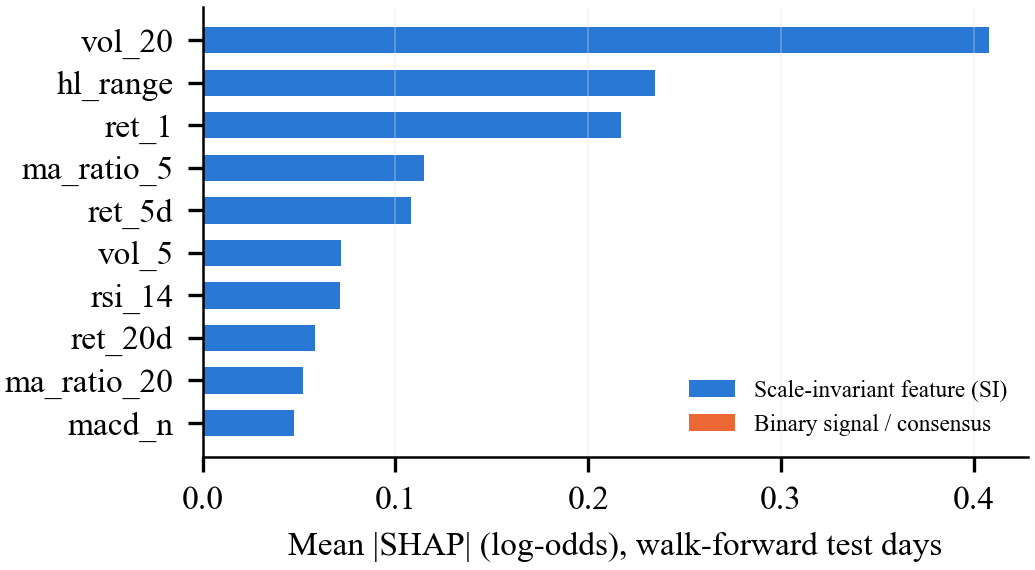 vol_20
hl_range
ret_1
ma_ratio_5
ret_5d
vol_5
rsi_14
ret_20d
ma_ratio_20
macd_n
Scale-invariant feature (SI)
Binary signal / consensus
0.0 0.1 0.2 0.3 0.4
Mean |SHAP| (log-odds), walk-forward test days